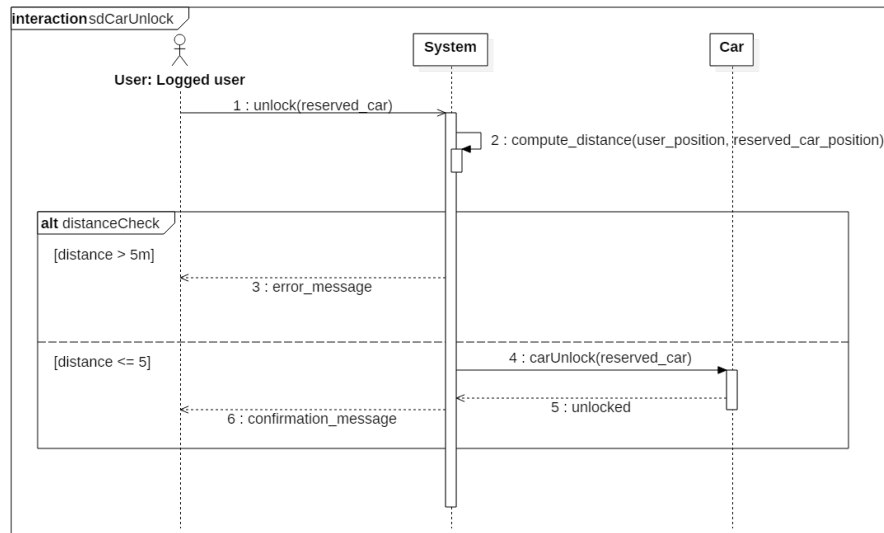 interaction sdCarUnlock
System
Car
User: Logged user
1 : unlock(reserved_car)
2 : compute_distance(user_position, reserved_car_position)
alt distanceCheck
[distance > 5m]
3 : error_message
[distance <= 5]
4 : carUnlock(reserved_car)
5 : unlocked
6 : confirmation_message